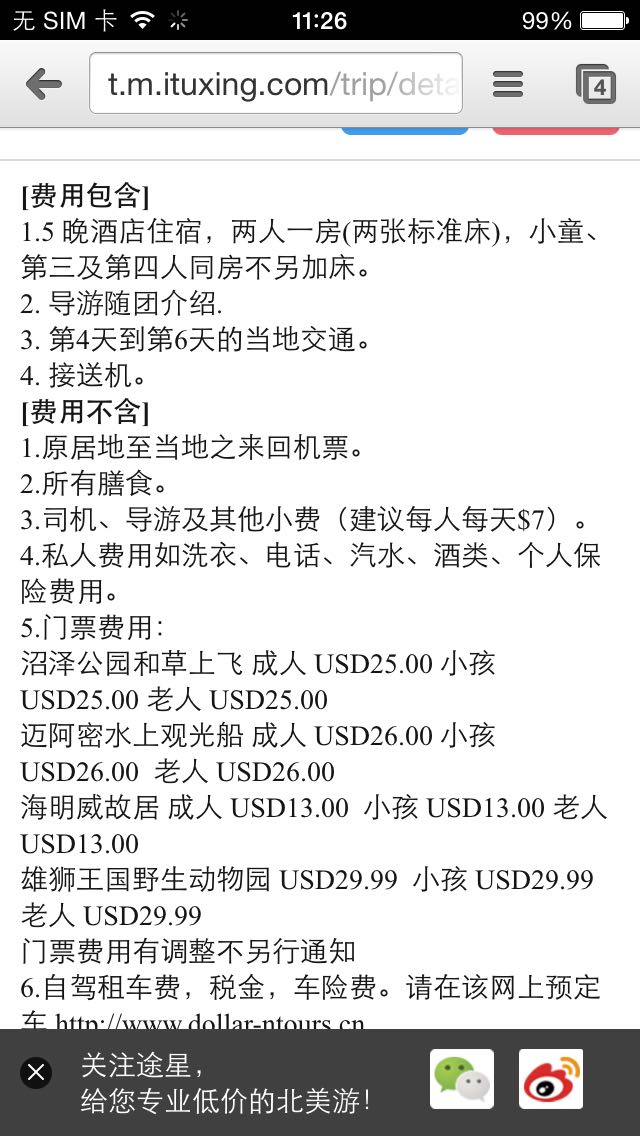 无 SIM 卡
11:26
99%
t.m.ituxing.com/trip/deta
4
[费用包含]
1.5 晚酒店住宿，两人一房(两张标准床)，小童、
第三及第四人同房不另加床。
2. 导游随团介绍.
3. 第4天到第6天的当地交通。
4. 接送机。
[费用不含]
1.原居地至当地之来回机票。
2.所有膳食。
3.司机、导游及其他小费（建议每人每天$7）。
4.私人费用如洗衣、电话、汽水、酒类、个人保
险费用。
5.门票费用：
沼泽公园和草上飞 成人 USD25.00 小孩
USD25.00 老人 USD25.00
迈阿密水上观光船 成人 USD26.00 小孩
USD26.00  老人 USD26.00
海明威故居 成人 USD13.00  小孩 USD13.00 老人
USD13.00
雄狮王国野生动物园 USD29.99  小孩 USD29.99
老人 USD29.99
门票费用有调整不另行通知
6.自驾租车费，税金，车险费。请在该网上预定
车 http://www.dollar-ntours.cn
关注途星，
给您专业低价的北美游！